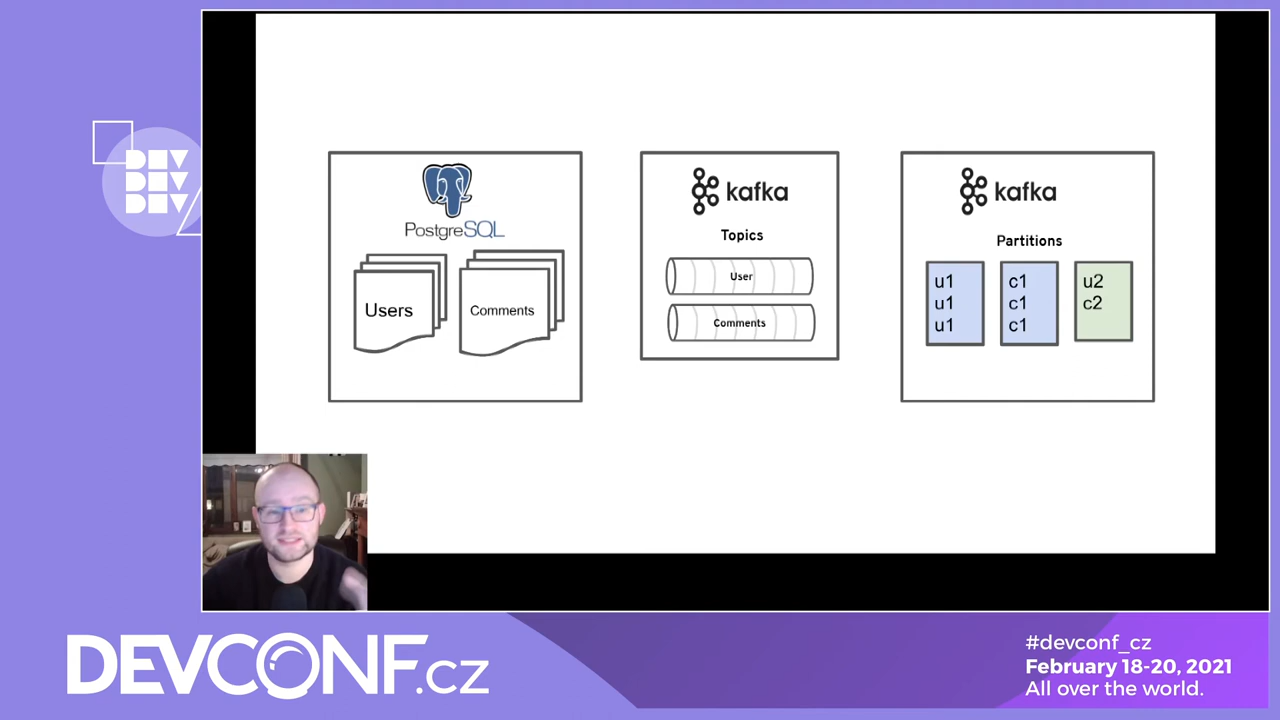 DEV
DEV
DEV
PostgreSQL
Users
Comments
kafka
Topics
User
Comments
kafka
Partitions
u1
u1
u1
c1
c1
c1
u2
c2
DEVCONF.cz
#devconf_cz
February 18-20, 2021
All over the world.